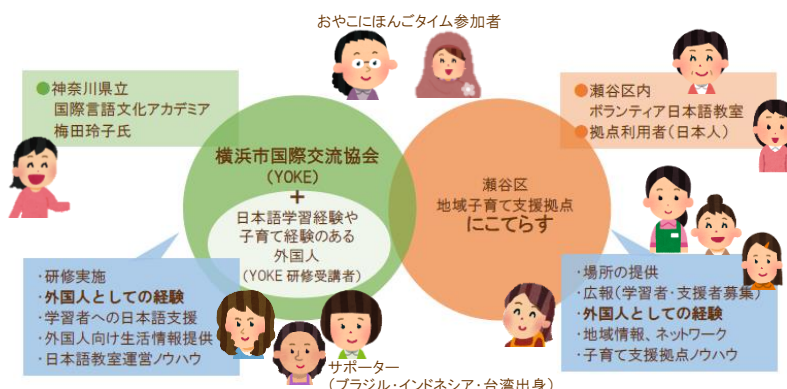 おやこにほんごタイム参加者
●神奈川県立
国際言語文化アカデミア
梅田玲子氏
●瀬谷区内
ボランティア日本語教室
●拠点利用者(日本人)
横浜市国際交流協会
(YOKE)
+
日本語学習経験や
子育て経験のある
外国人
(YOKE 研修受講者)
瀬谷区
地域子育て支援拠点
にこてらす
・研修実施
・外国人としての経験
・学習者への日本語支援
・外国人向け生活情報提供
・日本語教室運営ノウハウ
・場所の提供
・広報(学習者・支援者募集)
・外国人としての経験
・地域情報、ネットワーク
・子育て支援拠点ノウハウ
サポーター
(ブラジル・インドネシア・台湾出身)